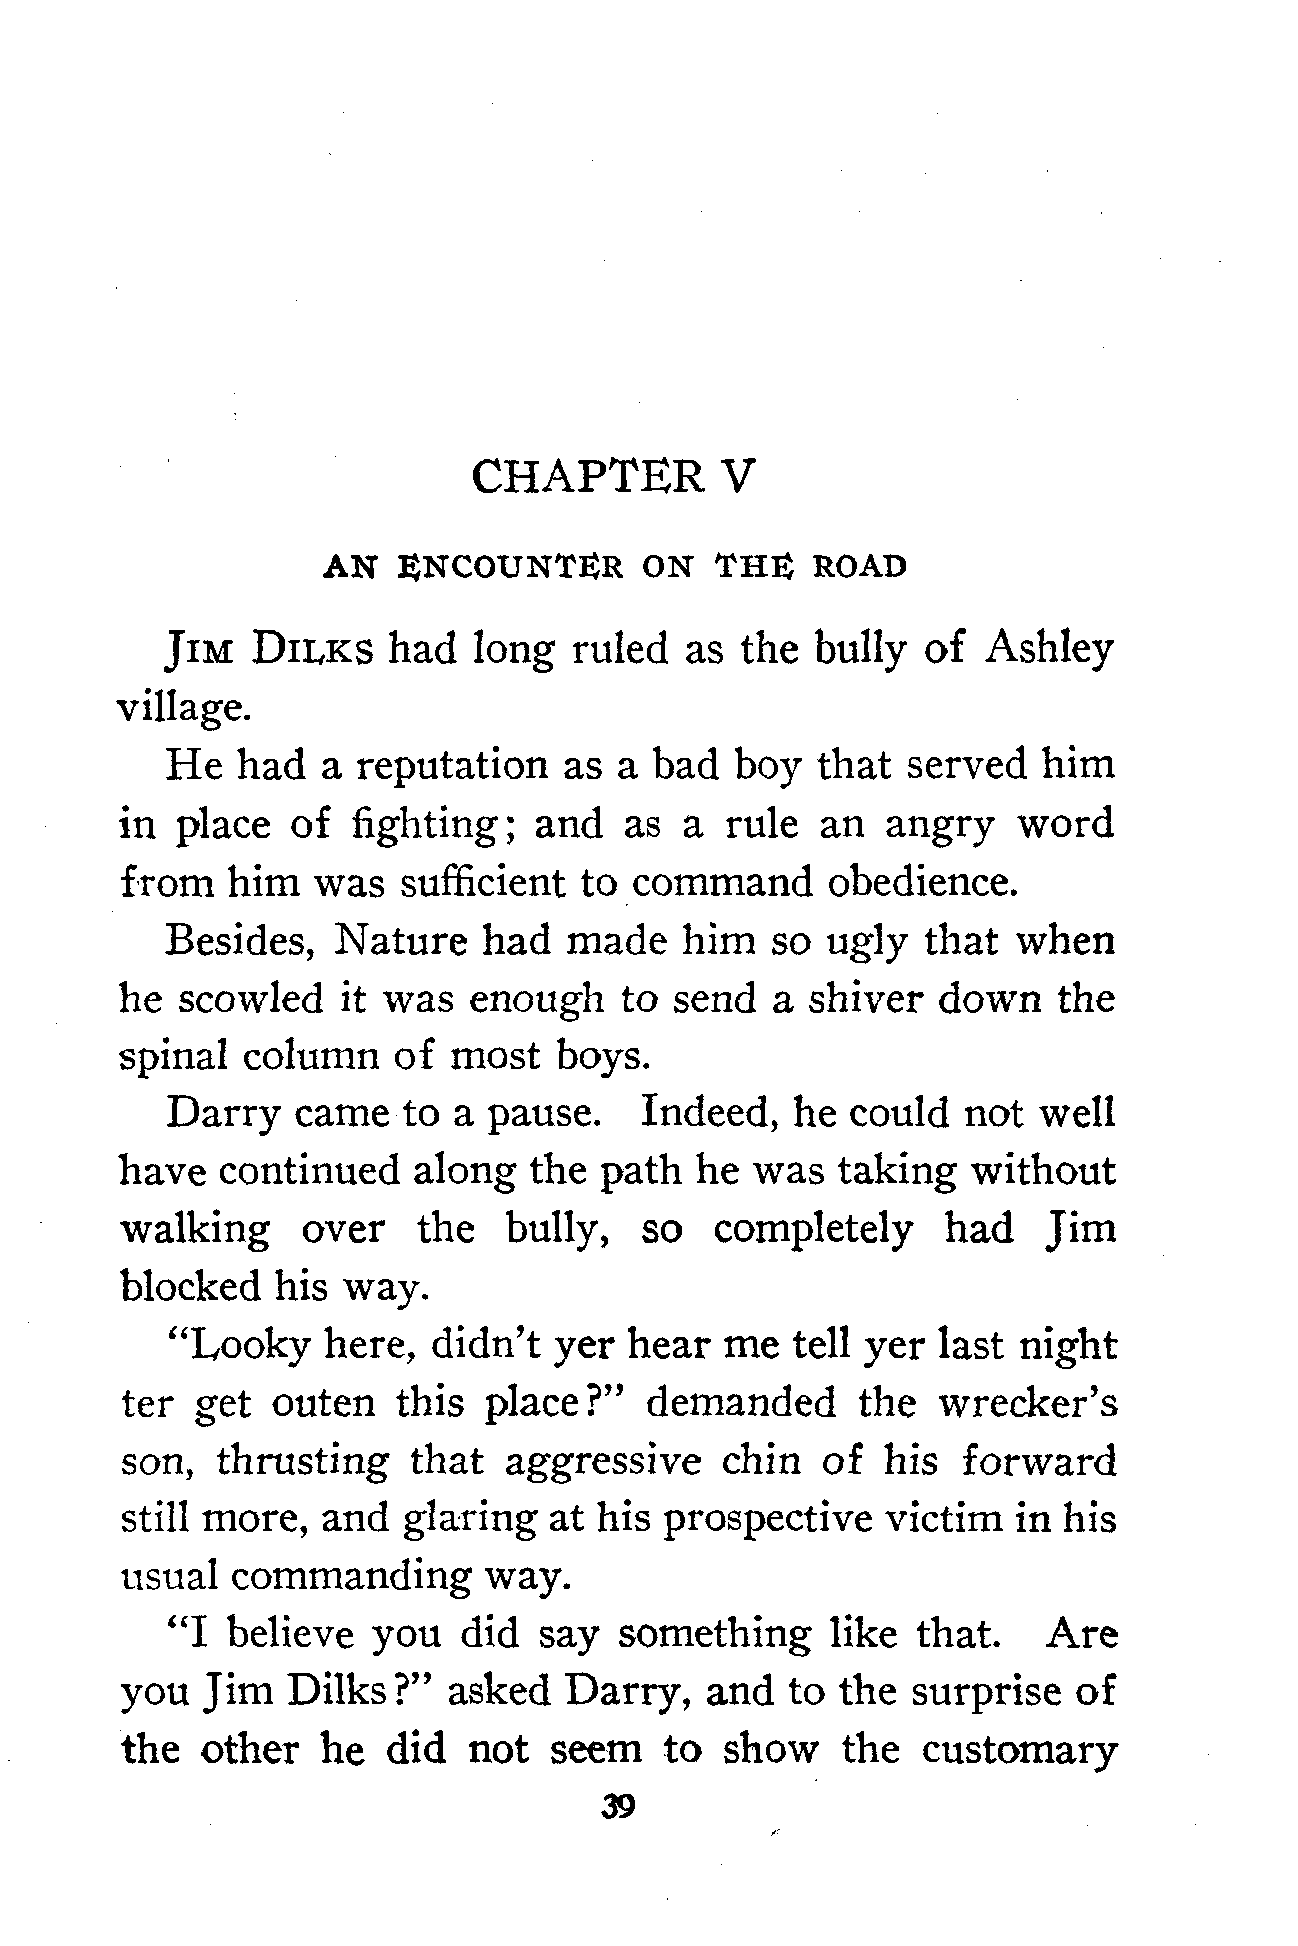 CHAPTER V
AN ENCOUNTER ON THE ROAD
JIM DILKS had long ruled as the bully of Ashley
village.
He had a reputation as a bad boy that served him
in place of fighting; and as a rule an angry word
from him was sufficient to command obedience.
Besides, Nature had made him so ugly that when
he scowled it was enough to send a shiver down the
spinal column of most boys.
Darry came to a pause. Indeed, he could not well
have continued along the path he was taking without
walking over the bully, so completely had Jim
blocked his way.
“Looky here, didn’t yer hear me tell yer last night
ter get outen this place?” demanded the wrecker’s
son, thrusting that aggressive chin of his forward
still more, and glaring at his prospective victim in his
usual commanding way.
“I believe you did say something like that. Are
you Jim Dilks?” asked Darry, and to the surprise of
the other he did not seem to show the customary
39